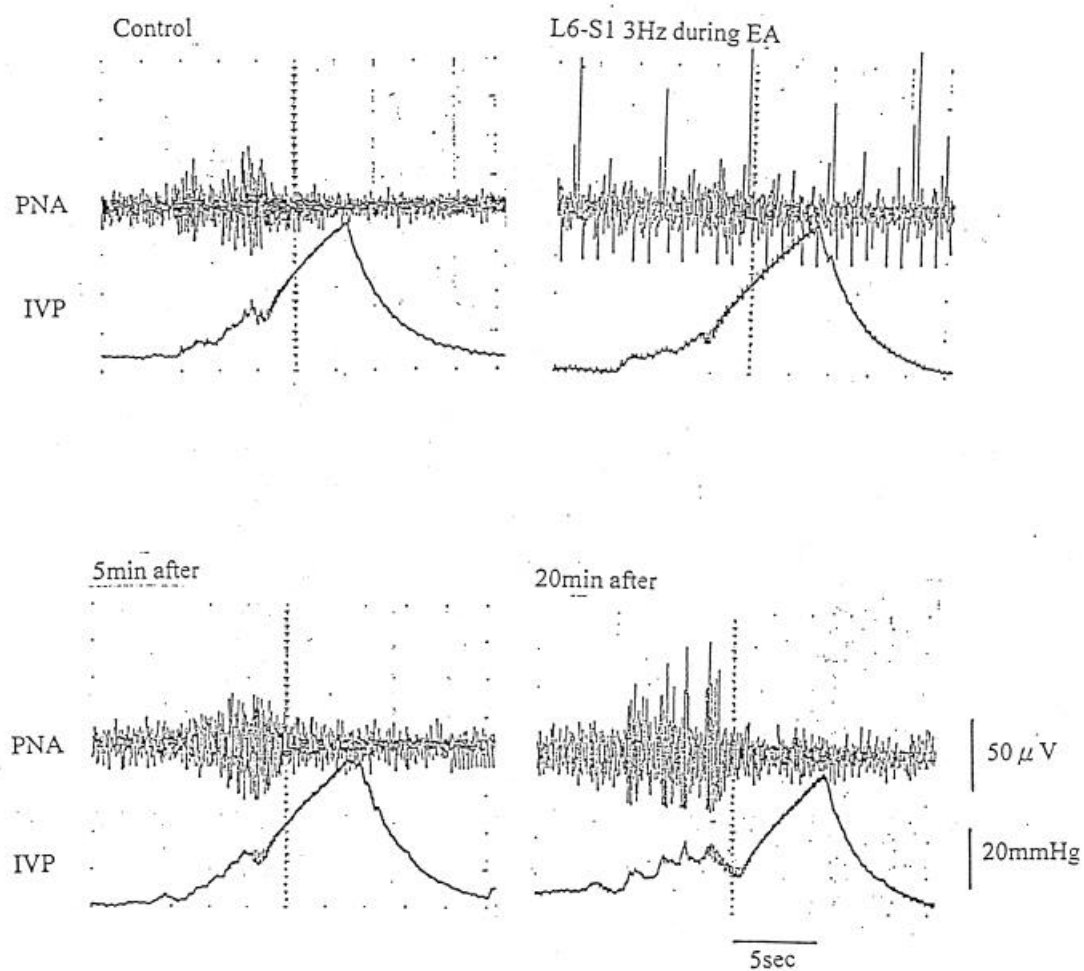 Control
L6-S1 3Hz during EA
PNA
IVP
5min after
20min after
PNA
50 μV
IVP
20mmHg
5sec